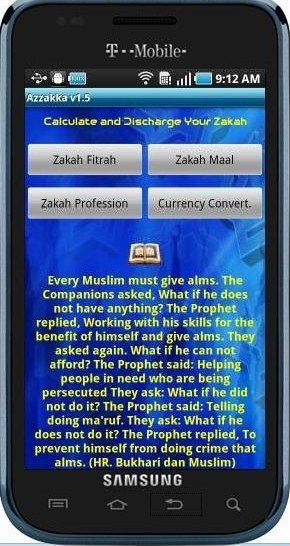 T··Mobile·
100%
9:12 AM
Azzakka v1.5
Calculate and Discharge Your Zakah
Zakah Fitrah
Zakah Maal
Zakah Profession
Currency Convert.
Every Muslim must give alms. The
Companions asked, What if he does
not have anything? The Prophet
replied, Working with his skills for the
benefit of himself and give alms. They
asked again. What if he can not
afford? The Prophet said: Helping
people in need who are being
persecuted They ask: What if he did
not do it? The Prophet said: Telling
doing ma'ruf. They ask: What if he
does not do it? The Prophet replied, To
prevent himself from doing crime that
alms. (HR. Bukhari dan Muslim)
SAMSUNG